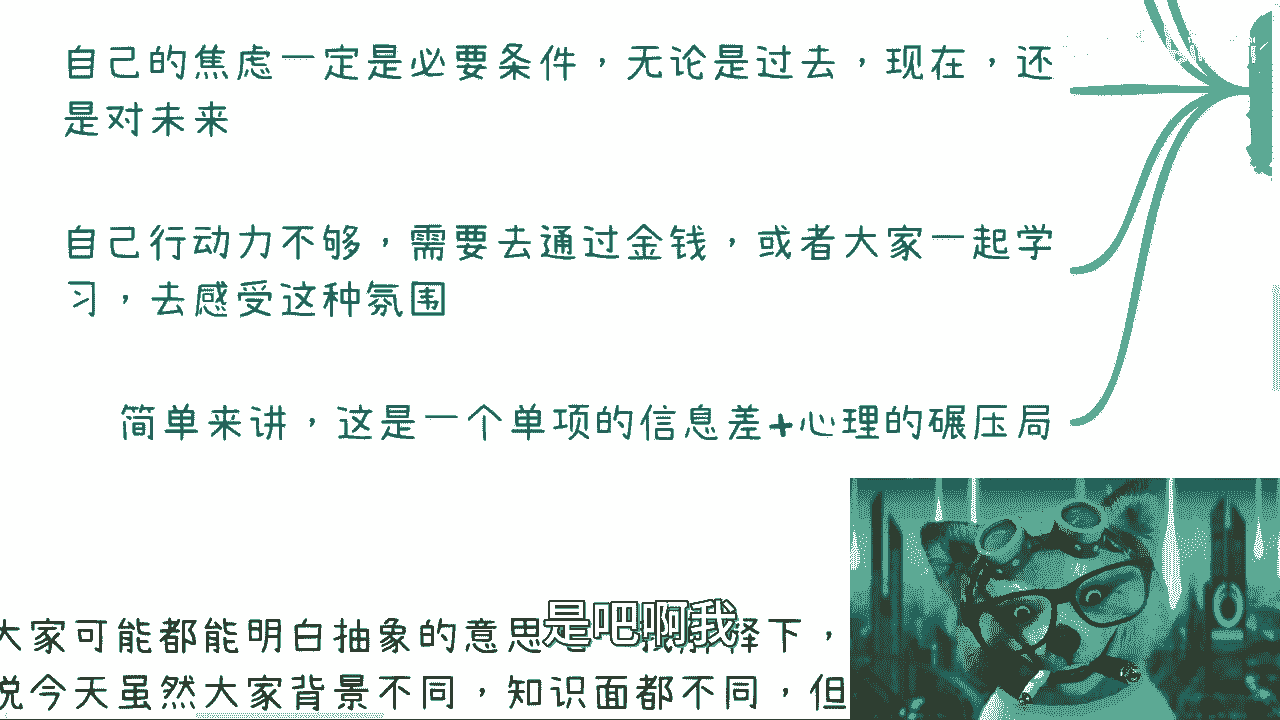 自己的焦虑一定是必要条件，无论是过去，现在，还
是对未来
自己行动力不够，需要去通过金钱，或者大家一起学
习，去感受这种氛围
简单来讲，这是一个单项的信息差+心理的碾压局
大家可能都能明白抽象的意思
释下，
是吧啊我
说今天虽然大家背景不同，知识面都不同，但